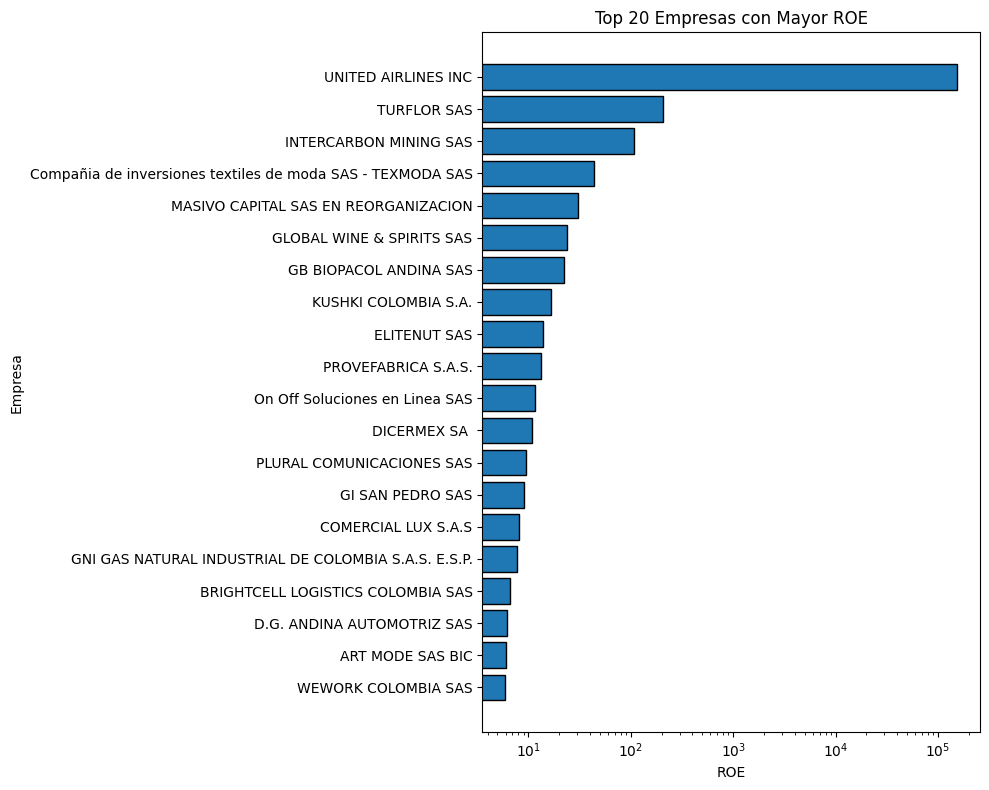 Top 20 Empresas con Mayor ROE
UNITED AIRLINES INC
TURFLOR SAS
INTERCARBON MINING SAS
Compañia de inversiones textiles de moda SAS - TEXMODA SAS
MASIVO CAPITAL SAS EN REORGANIZACION
GLOBAL WINE & SPIRITS SAS
GB BIOPACOL ANDINA SAS
KUSHKI COLOMBIA S.A.
ELITENUT SAS
PROVEFABRICA S.A.S.
On Off Soluciones en Linea SAS
DICERMEX SA
PLURAL COMUNICACIONES SAS
GI SAN PEDRO SAS
COMERCIAL LUX S.A.S
GNI GAS NATURAL INDUSTRIAL DE COLOMBIA S.A.S. E.S.P.
BRIGHTCELL LOGISTICS COLOMBIA SAS
D.G. ANDINA AUTOMOTRIZ SAS
ART MODE SAS BIC
WEWORK COLOMBIA SAS
Empresa
10¹ 10² 10³ 10⁴ 10⁵
ROE